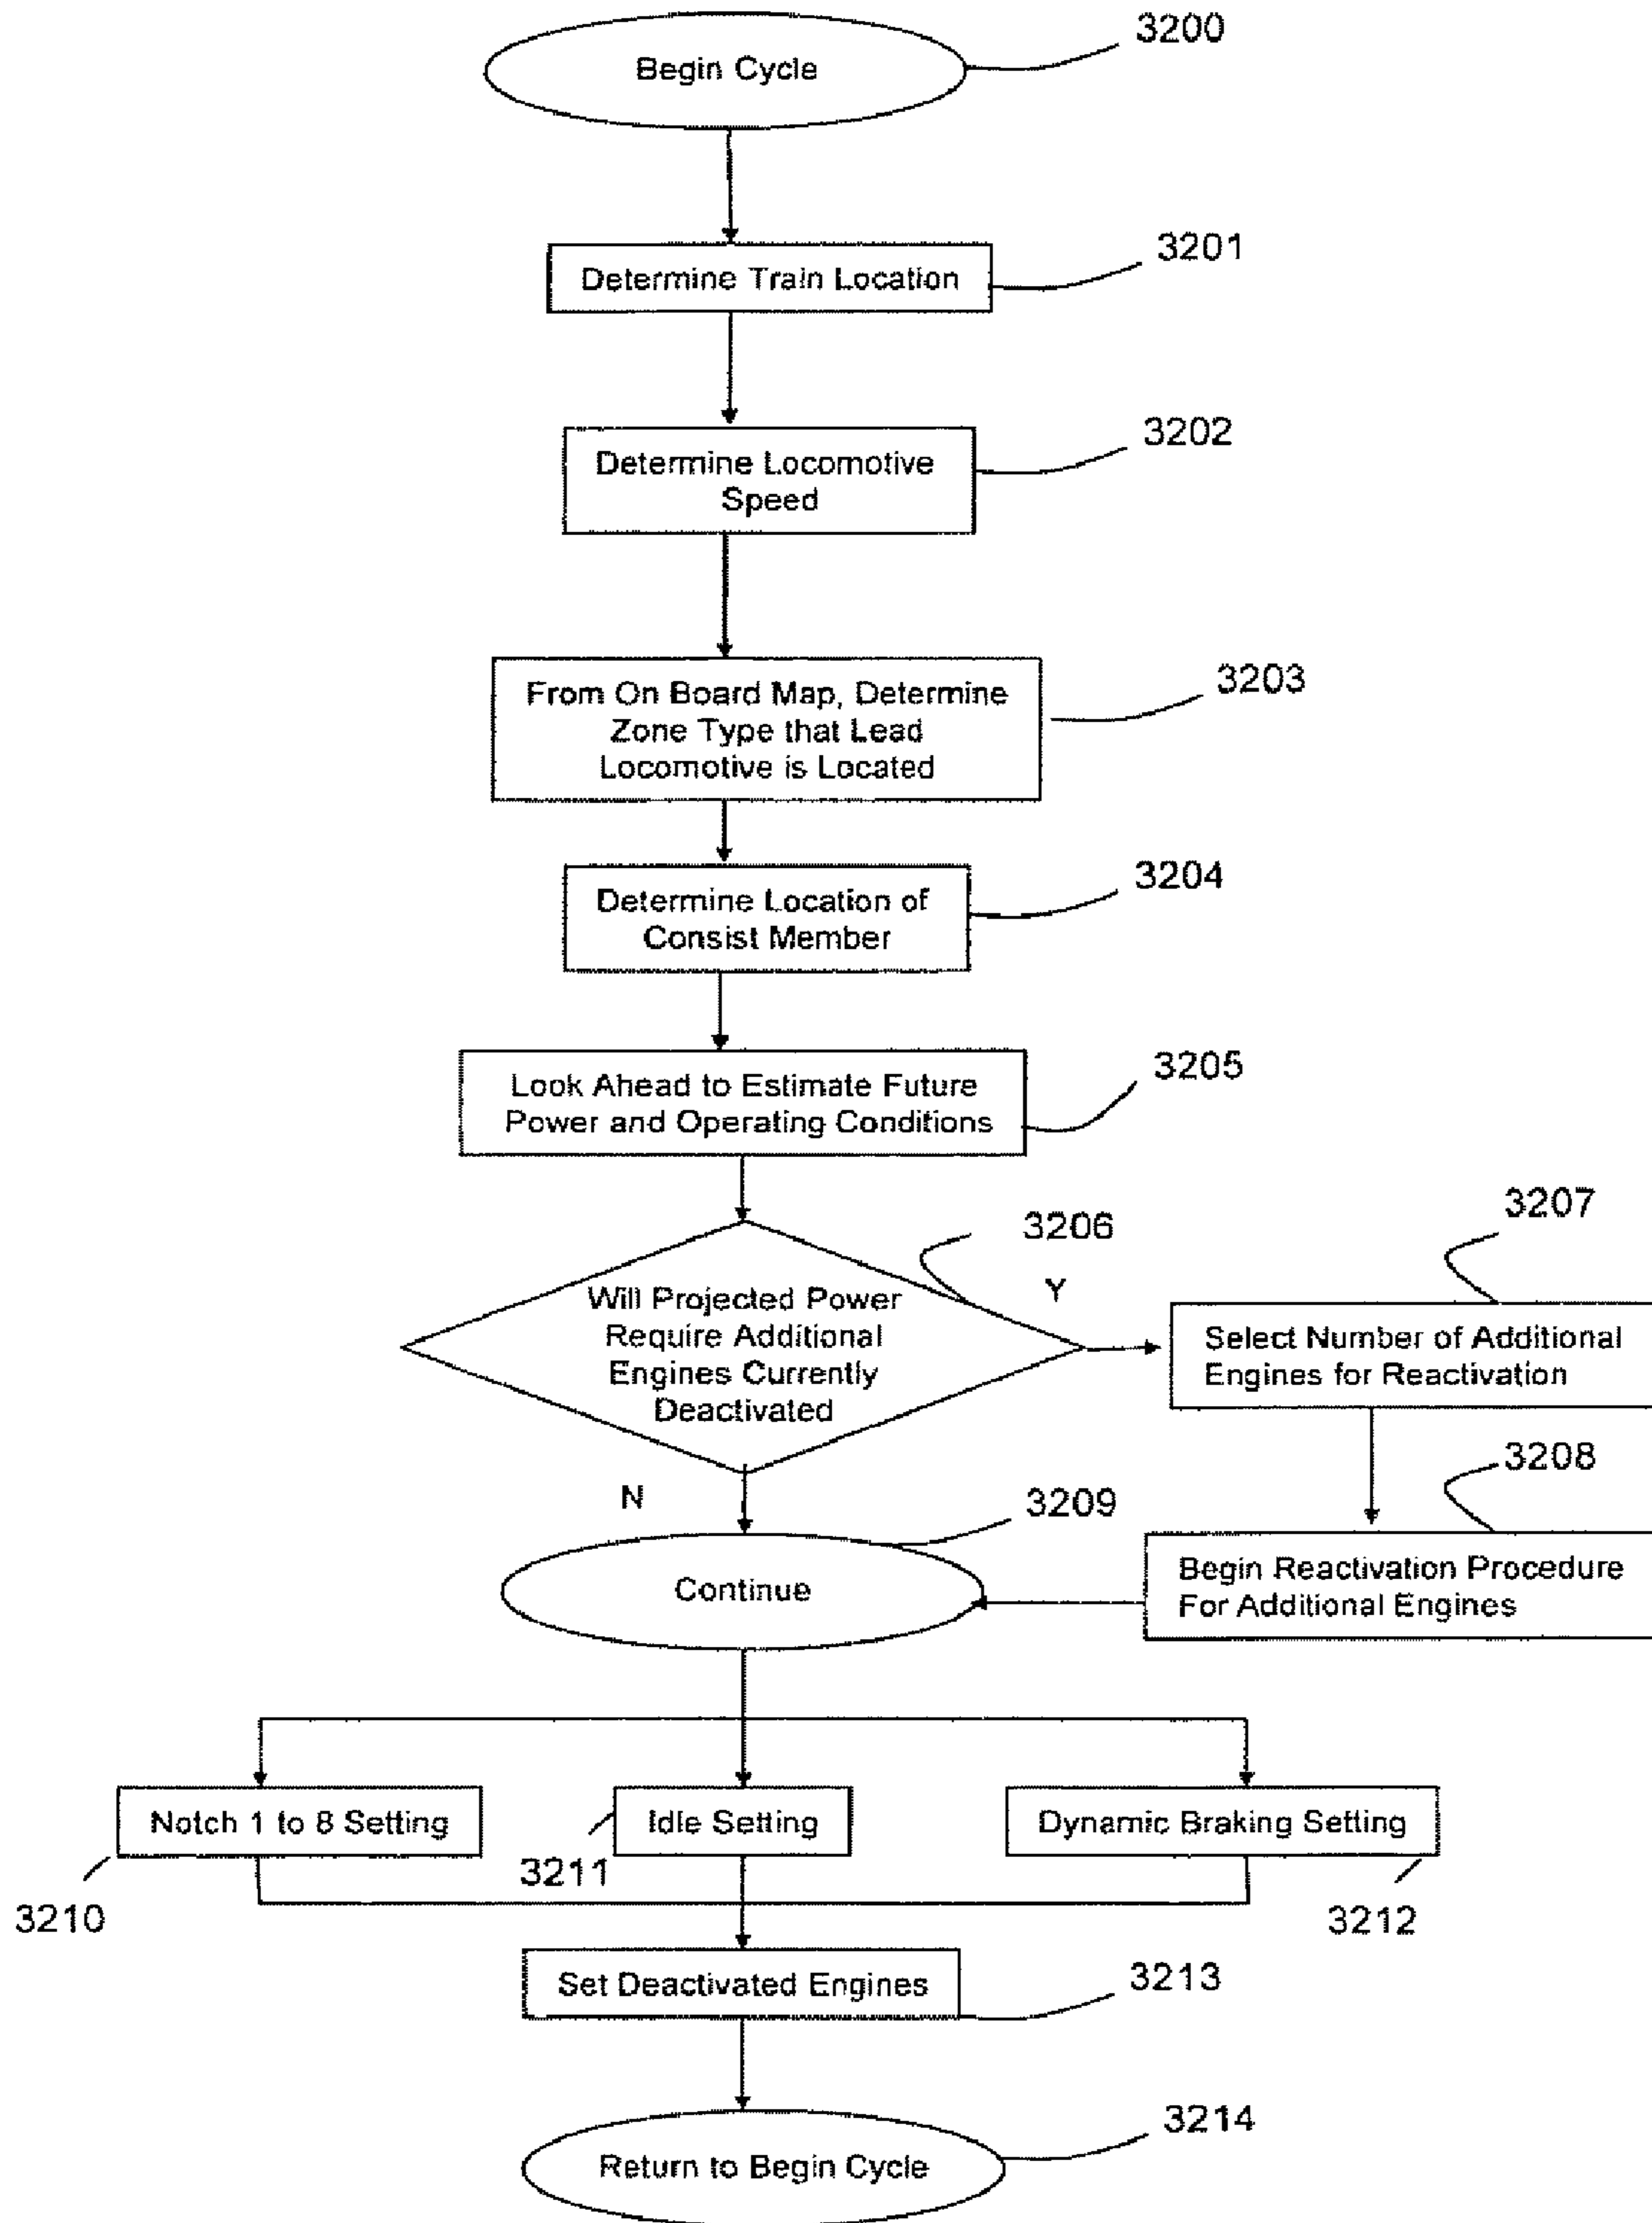 3200
Begin Cycle
3201
Determine Train Location
3202
Determine Locomotive
Speed
3203
From On Board Map, Determine
Zone Type that Lead
Locomotive is Located
3204
Determine Location of
Consist Member
3205
Look Ahead to Estimate Future
Power and Operating Conditions
3206
Will Projected Power
Require Additional
Engines Currently
Deactivated
Y
3207
Select Number of Additional
Engines for Reactivation
3208
Begin Reactivation Procedure
For Additional Engines
N
3209
Continue
Notch 1 to 8 Setting
3210
Idle Setting
3211
Dynamic Braking Setting
3212
Set Deactivated Engines
3213
Return to Begin Cycle
3214